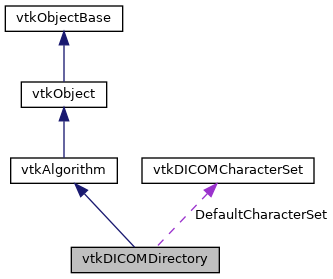 vtkObjectBase
vtkObject
vtkAlgorithm
vtkDICOMCharacterSet
DefaultCharacterSet
vtkDICOMDirectory